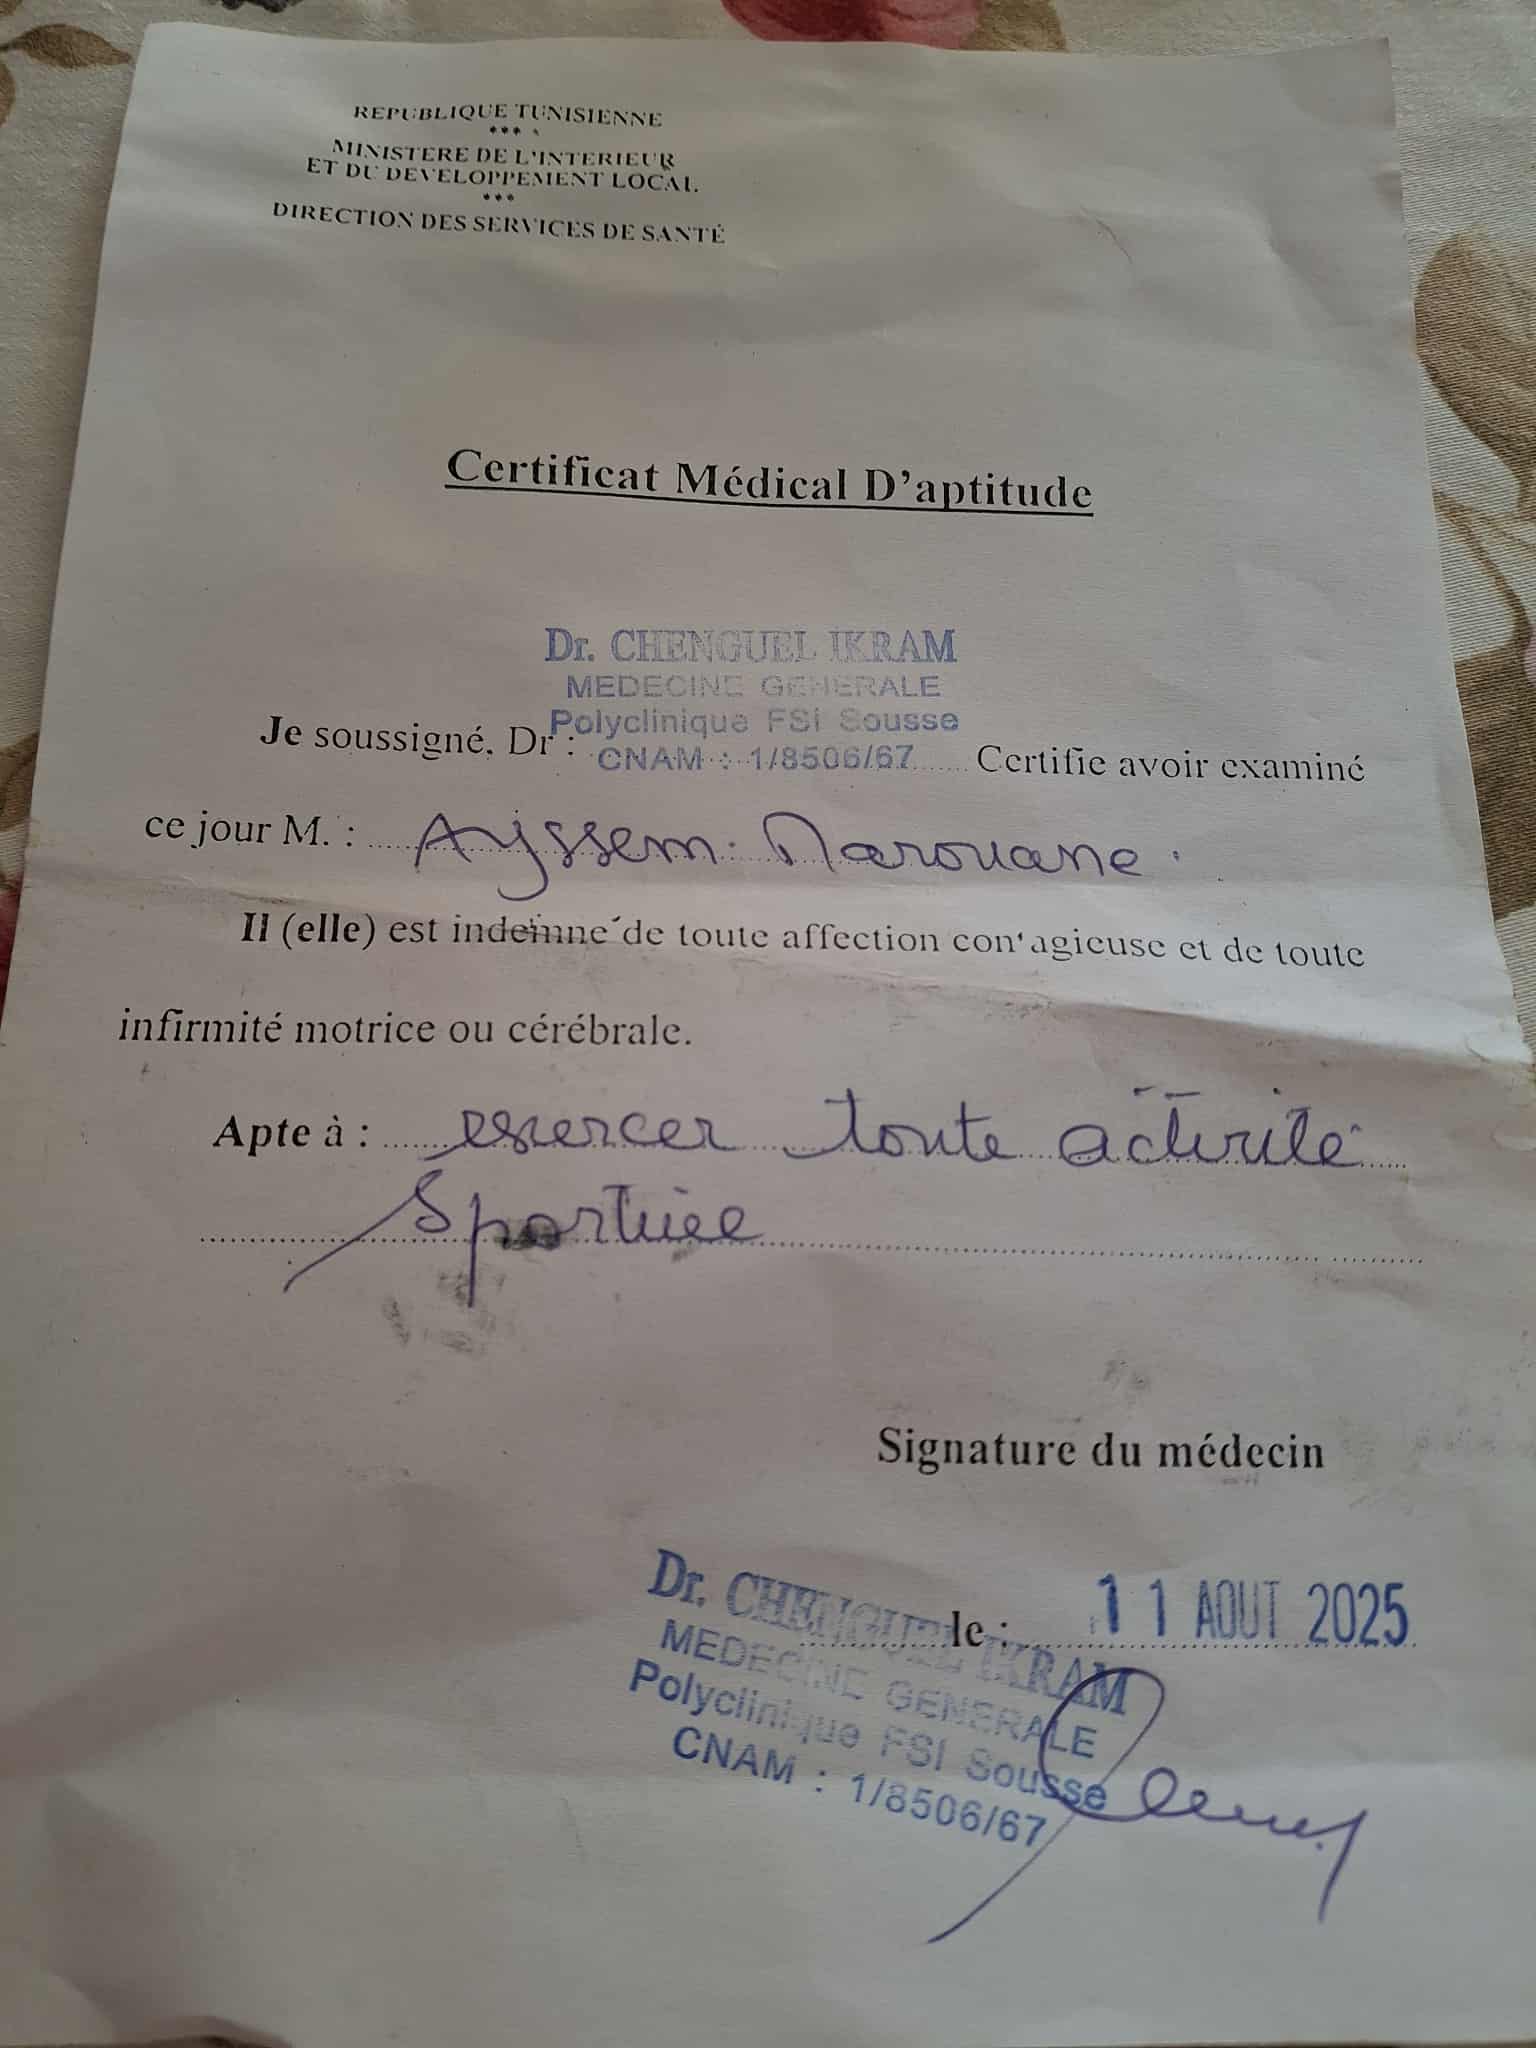 REPUBLIQUE TUNISIENNE
***
MINISTERE DE L'INTERIEUR
ET DU DEVELOPPEMENT LOCAL
***
DIRECTION DES SERVICES DE SANTÉ
Certificat Médical D'aptitude
Dr. CHENGUEL IKRAM
MEDECINE GENERALE
Polyclinique FSI Sousse
CNAM : 1/8506/67
Je soussigné, Dr : Certifie avoir examiné
ce jour M. : Ayssem Marouane
Il (elle) est indemne de toute affection contagieuse et de toute
infirmité motrice ou cérébrale.
Apte à : exercer toute activité
Sportive
Signature du médecin
le : 11 AOUT 2025
Dr. CHENGUEL IKRAM
MEDECINE GENERALE
Polyclinique FSI Sousse
CNAM : 1/8506/67